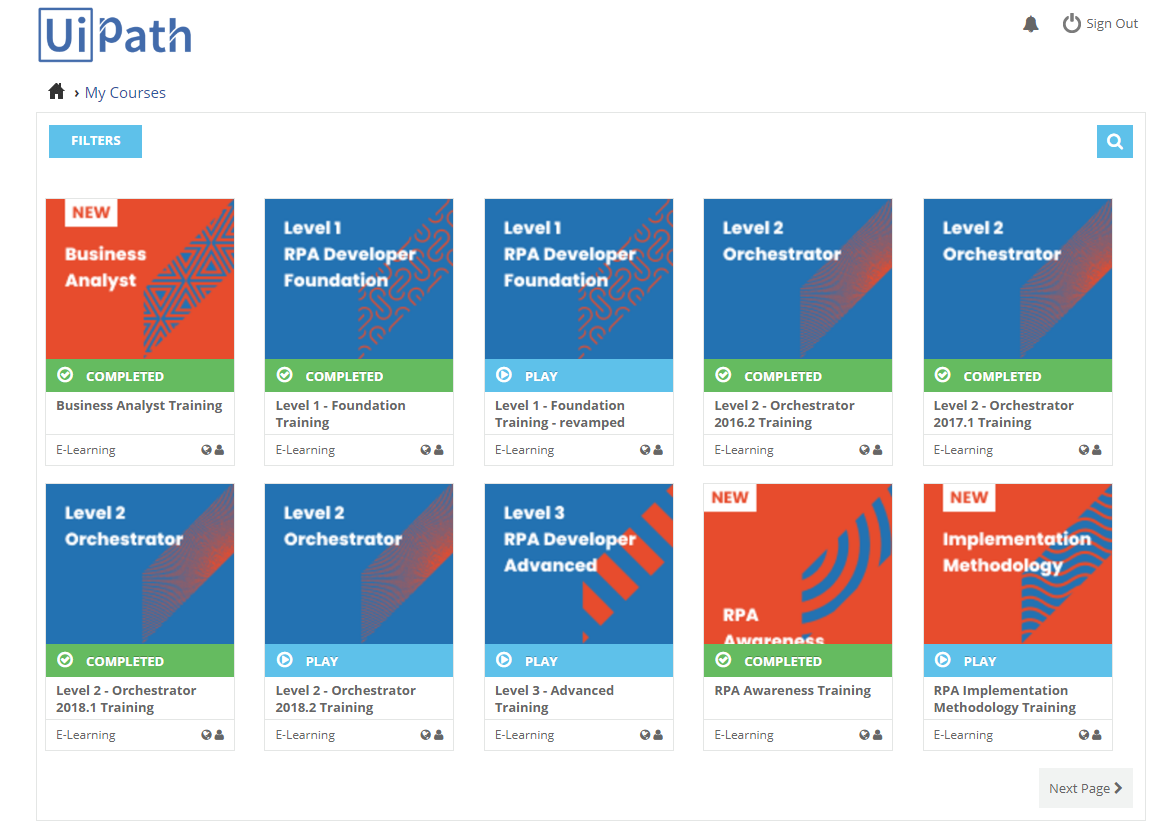 UiPath
Sign Out
› My Courses
FILTERS
NEW
Business
Analyst
COMPLETED
Business Analyst Training
E-Learning
Level 1
RPA Developer
Foundation
COMPLETED
Level 1 - Foundation
Training
E-Learning
Level 1
RPA Developer
Foundation
PLAY
Level 1 - Foundation
Training - revamped
E-Learning
Level 2
Orchestrator
COMPLETED
Level 2 - Orchestrator
2016.2 Training
E-Learning
Level 2
Orchestrator
COMPLETED
Level 2 - Orchestrator
2017.1 Training
E-Learning
Level 2
Orchestrator
COMPLETED
Level 2 - Orchestrator
2018.1 Training
E-Learning
Level 2
Orchestrator
PLAY
Level 2 - Orchestrator
2018.2 Training
E-Learning
Level 3
RPA Developer
Advanced
PLAY
Level 3 - Advanced
Training
E-Learning
NEW
RPA
Awareness
COMPLETED
RPA Awareness Training
E-Learning
NEW
Implementation
Methodology
PLAY
RPA Implementation
Methodology Training
E-Learning
Next Page